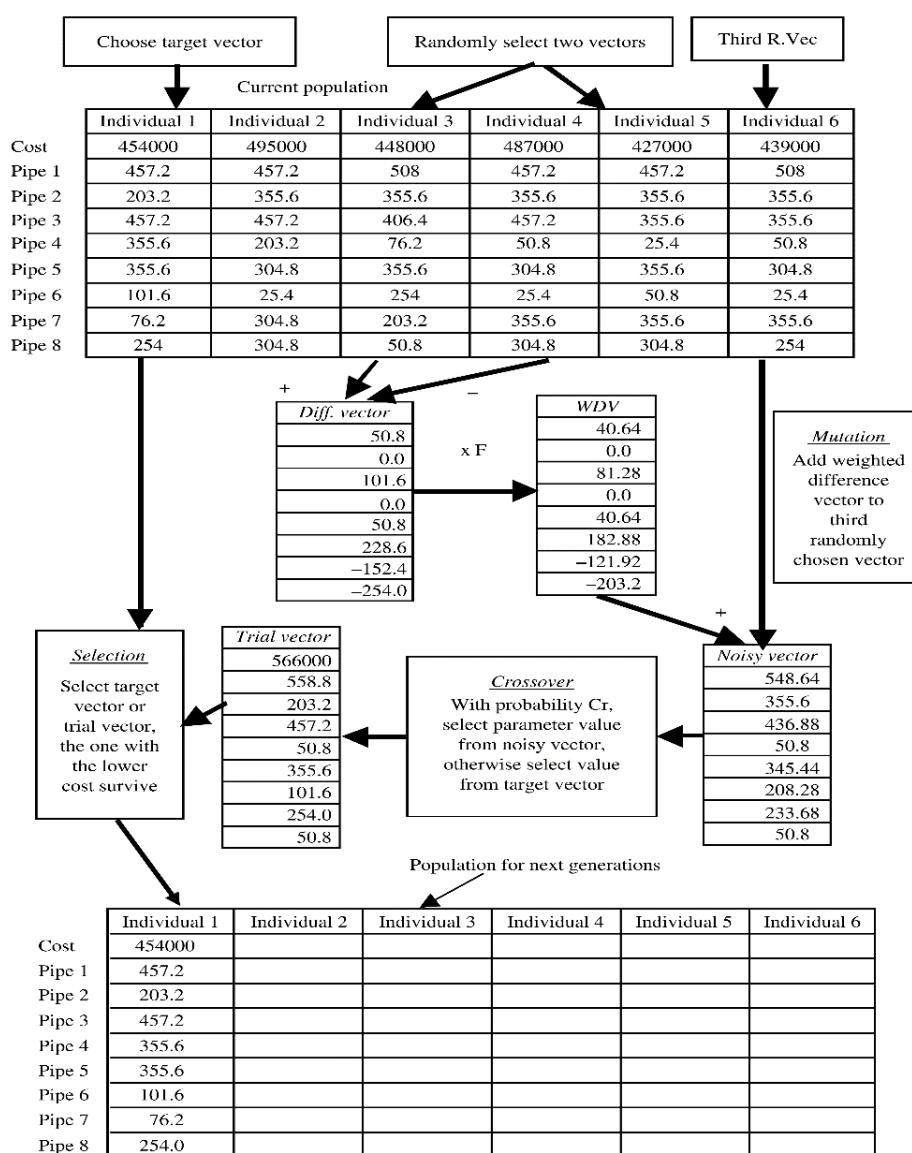 Choose target vector
Randomly select two vectors
Third R.Vec
Current population
Individual 1 Individual 2 Individual 3 Individual 4 Individual 5 Individual 6
Cost 454000 495000 448000 487000 427000 439000
Pipe 1 457.2 457.2 508 457.2 457.2 508
Pipe 2 203.2 355.6 355.6 355.6 355.6 355.6
Pipe 3 457.2 457.2 406.4 457.2 355.6 355.6
Pipe 4 355.6 203.2 76.2 50.8 25.4 50.8
Pipe 5 355.6 304.8 355.6 304.8 355.6 304.8
Pipe 6 101.6 25.4 254 25.4 50.8 25.4
Pipe 7 76.2 304.8 203.2 355.6 355.6 355.6
Pipe 8 254 304.8 50.8 304.8 304.8 254
+
−
Diff. vector
50.8
0.0
101.6
0.0
50.8
228.6
−152.4
−254.0
x F
WDV
40.64
0.0
81.28
0.0
40.64
182.88
−121.92
−203.2
Mutation
Add weighted
difference
vector to
third
randomly
chosen vector
+
Selection
Select target
vector or
trial vector,
the one with
the lower
cost survive
Trial vector
566000
558.8
203.2
457.2
50.8
355.6
101.6
254.0
50.8
Crossover
With probability Cr,
select parameter value
from noisy vector,
otherwise select value
from target vector
Noisy vector
548.64
355.6
436.88
50.8
345.44
208.28
233.68
50.8
Population for next generations
Individual 1 Individual 2 Individual 3 Individual 4 Individual 5 Individual 6
Cost 454000
Pipe 1 457.2
Pipe 2 203.2
Pipe 3 457.2
Pipe 4 355.6
Pipe 5 355.6
Pipe 6 101.6
Pipe 7 76.2
Pipe 8 254.0